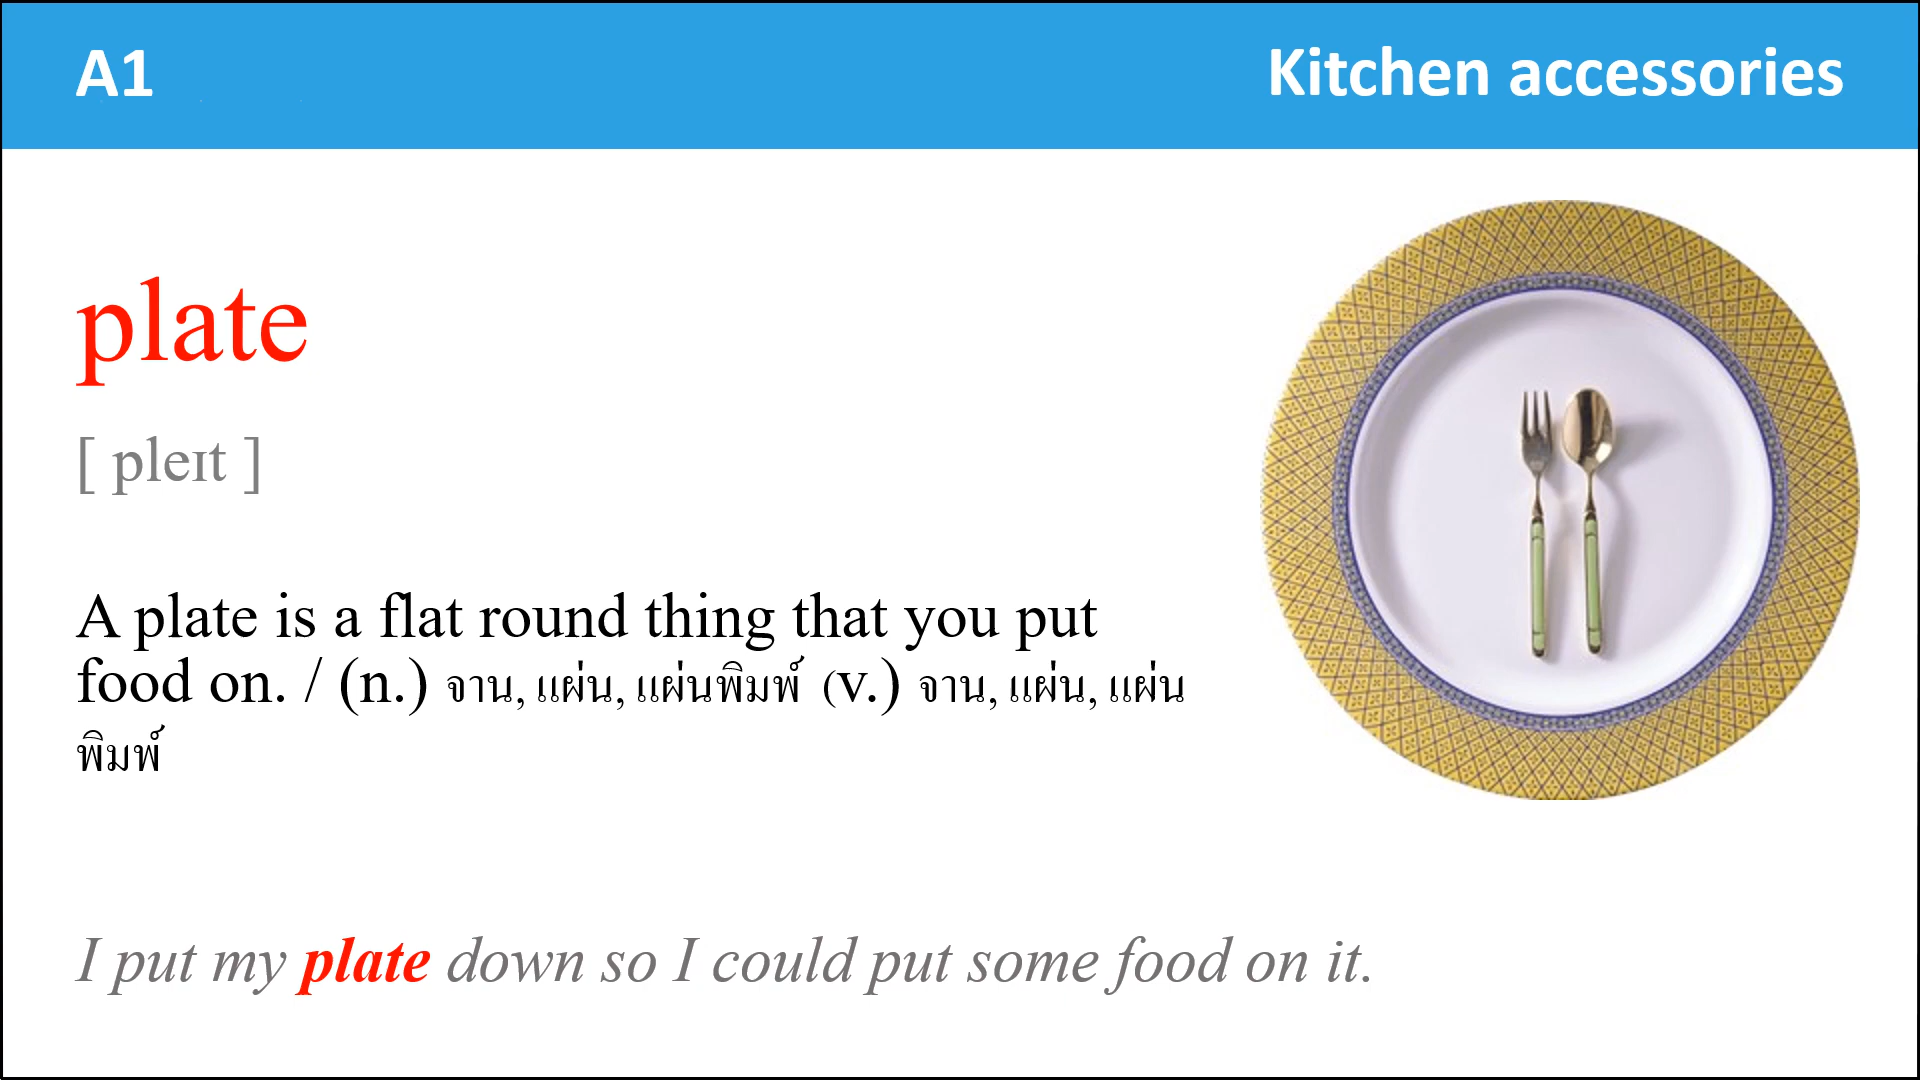 A1
Kitchen accessories
plate
[ pleɪt ]
A plate is a flat round thing that you put
food on. / (n.) จาน, แผ่น, แผ่นพิมพ์ (v.) จาน, แผ่น, แผ่น
พิมพ์
I put my plate down so I could put some food on it.